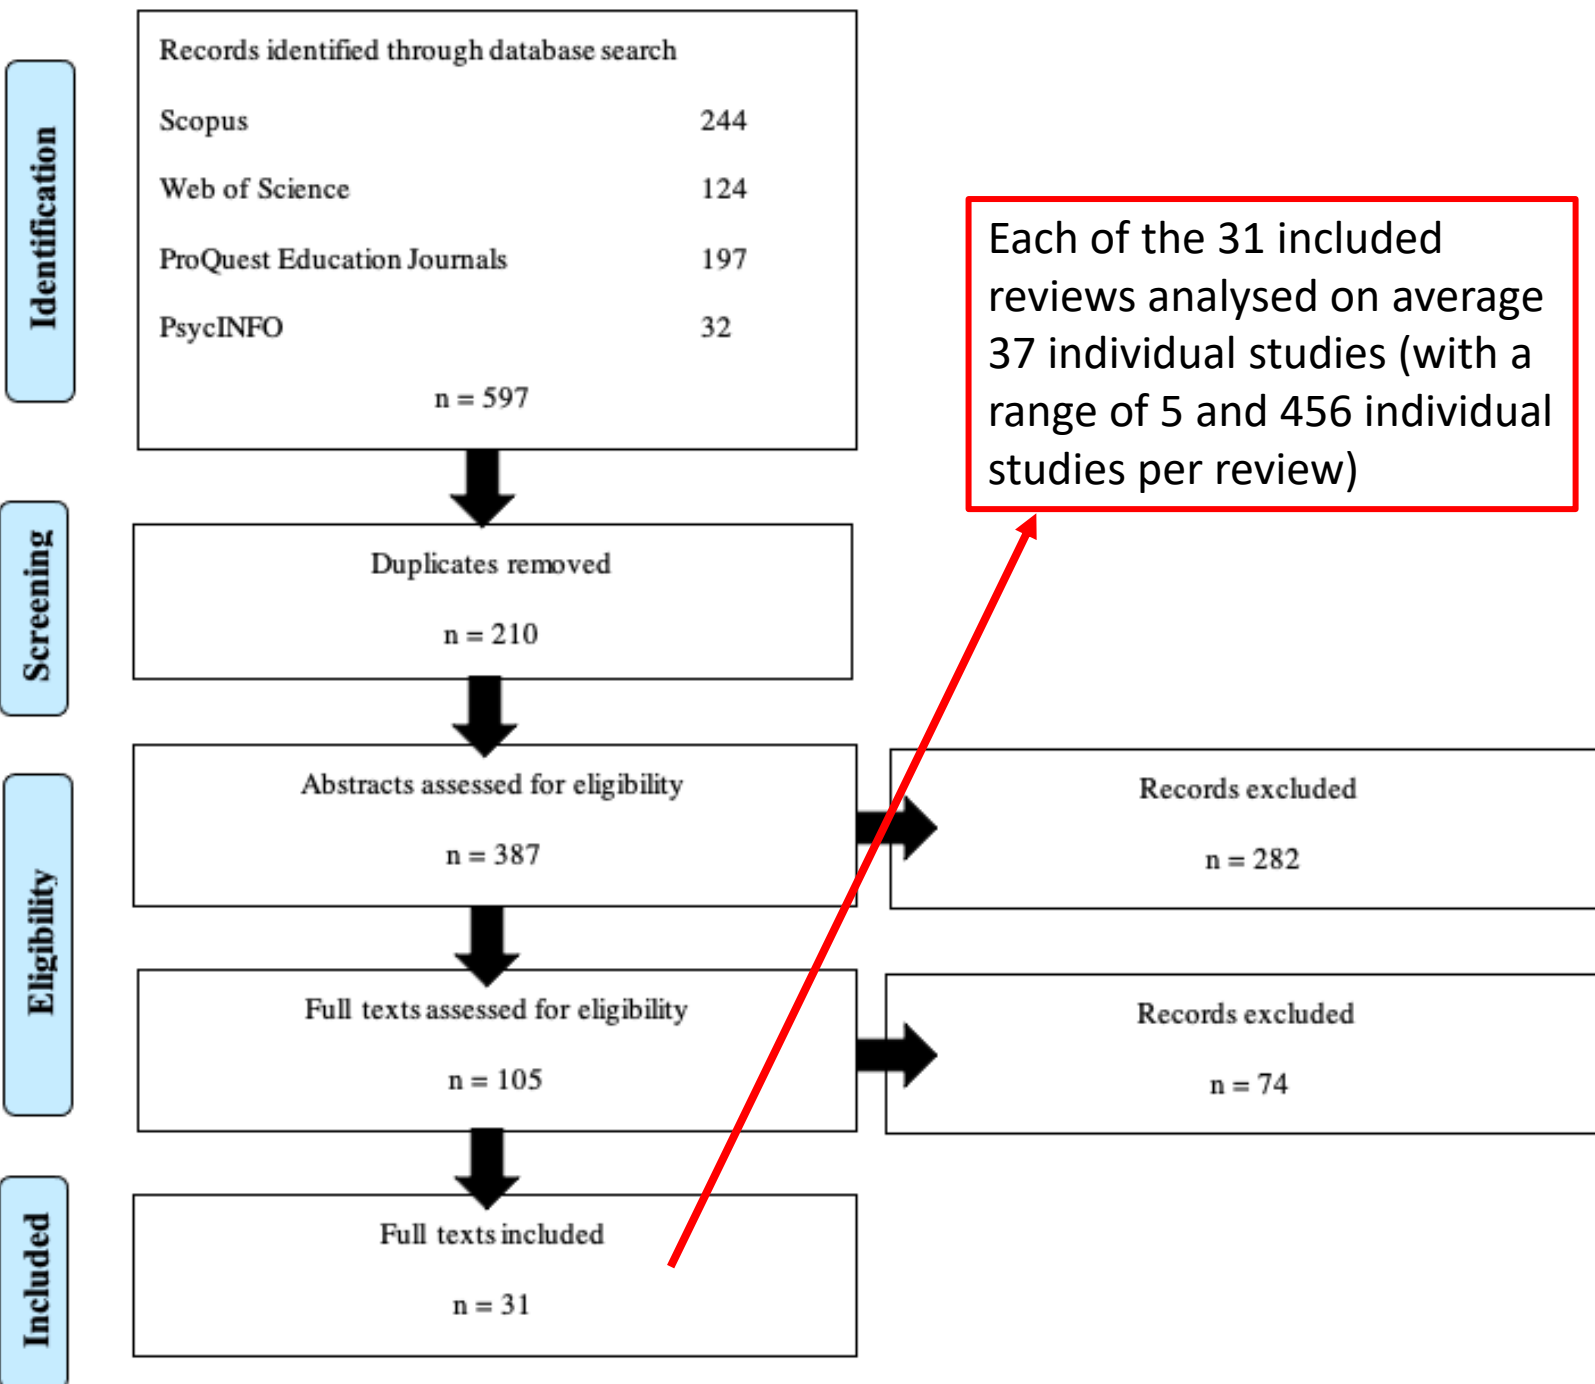 Identification
Records identified through database search
Scopus 244
Web of Science 124
ProQuest Education Journals 197
PsycINFO 32
n = 597
Each of the 31 included
reviews analysed on average
37 individual studies (with a
range of 5 and 456 individual
studies per review)
Screening
Duplicates removed
n = 210
Eligibility
Abstracts assessed for eligibility
n = 387
Records excluded
n = 282
Full texts assessed for eligibility
n = 105
Records excluded
n = 74
Included
Full texts included
n = 31